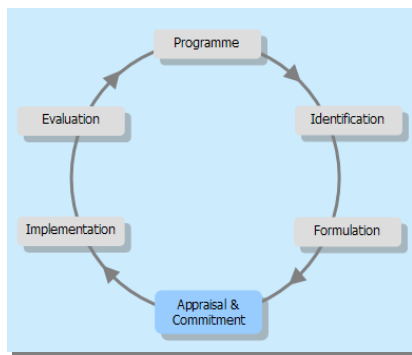 Programme
Evaluation
Identification
Implementation
Formulation
Appraisal &
Commitment